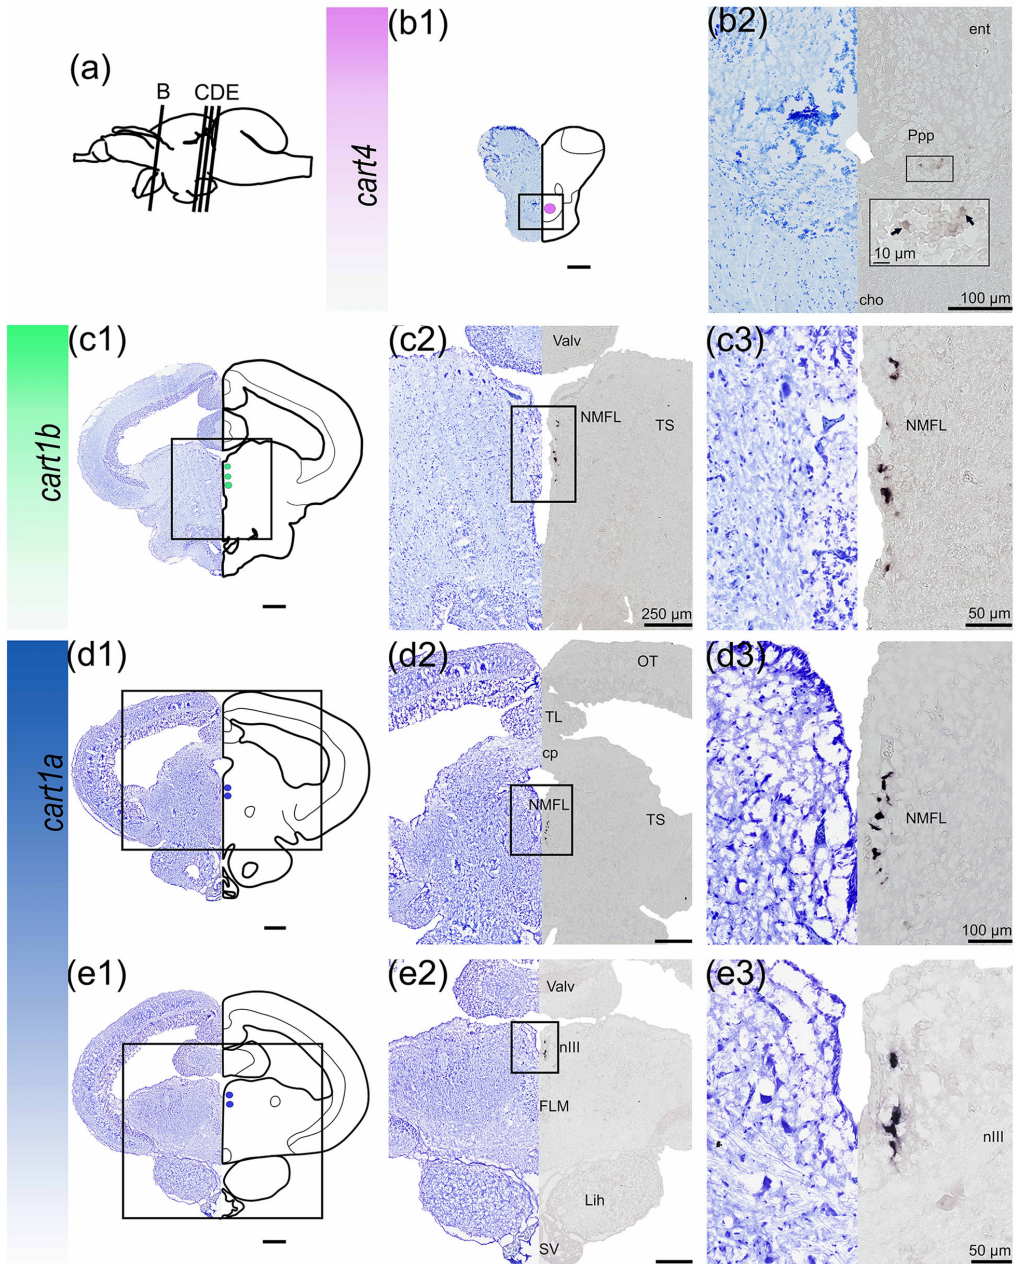 (a)
B
CDE
cart4
(b1)
(b2)
ent
Ppp
10 µm
cho
100 µm
cart1b
(c1)
(c2)
Valv
NMFL
TS
250 µm
(c3)
NMFL
50 µm
cart1a
(d1)
(d2)
OT
TL
cp
NMFL
TS
(d3)
NMFL
100 µm
(e1)
(e2)
Valv
nIII
FLM
Lih
SV
(e3)
nIII
50 µm